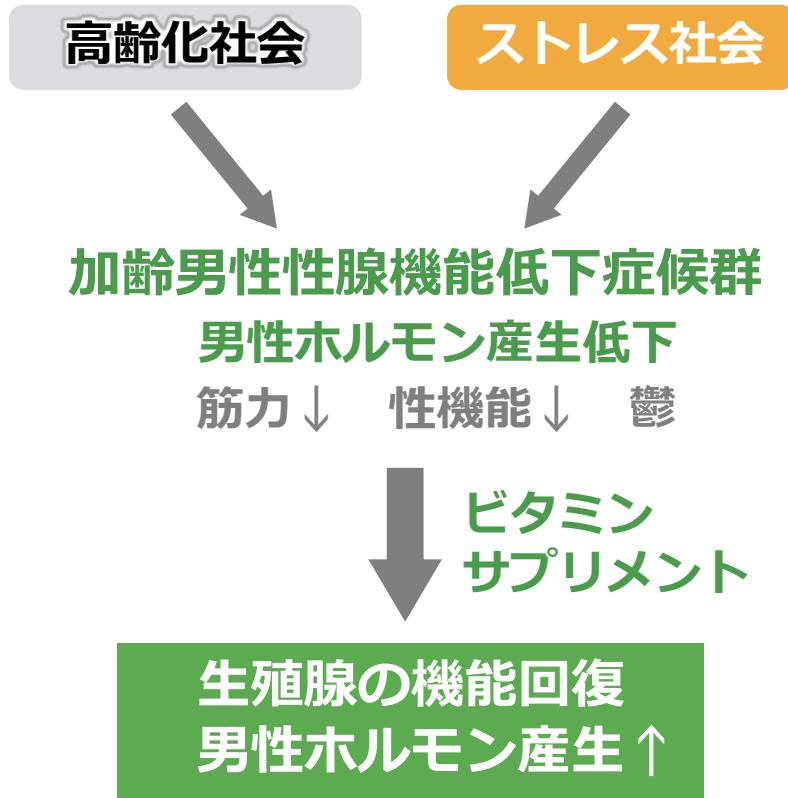 高齢化社会
ストレス社会
加齢男性性腺機能低下症候群
男性ホルモン産生低下
筋力↓ 性機能↓ 鬱
ビタミン
サプリメント
生殖腺の機能回復
男性ホルモン産生↑